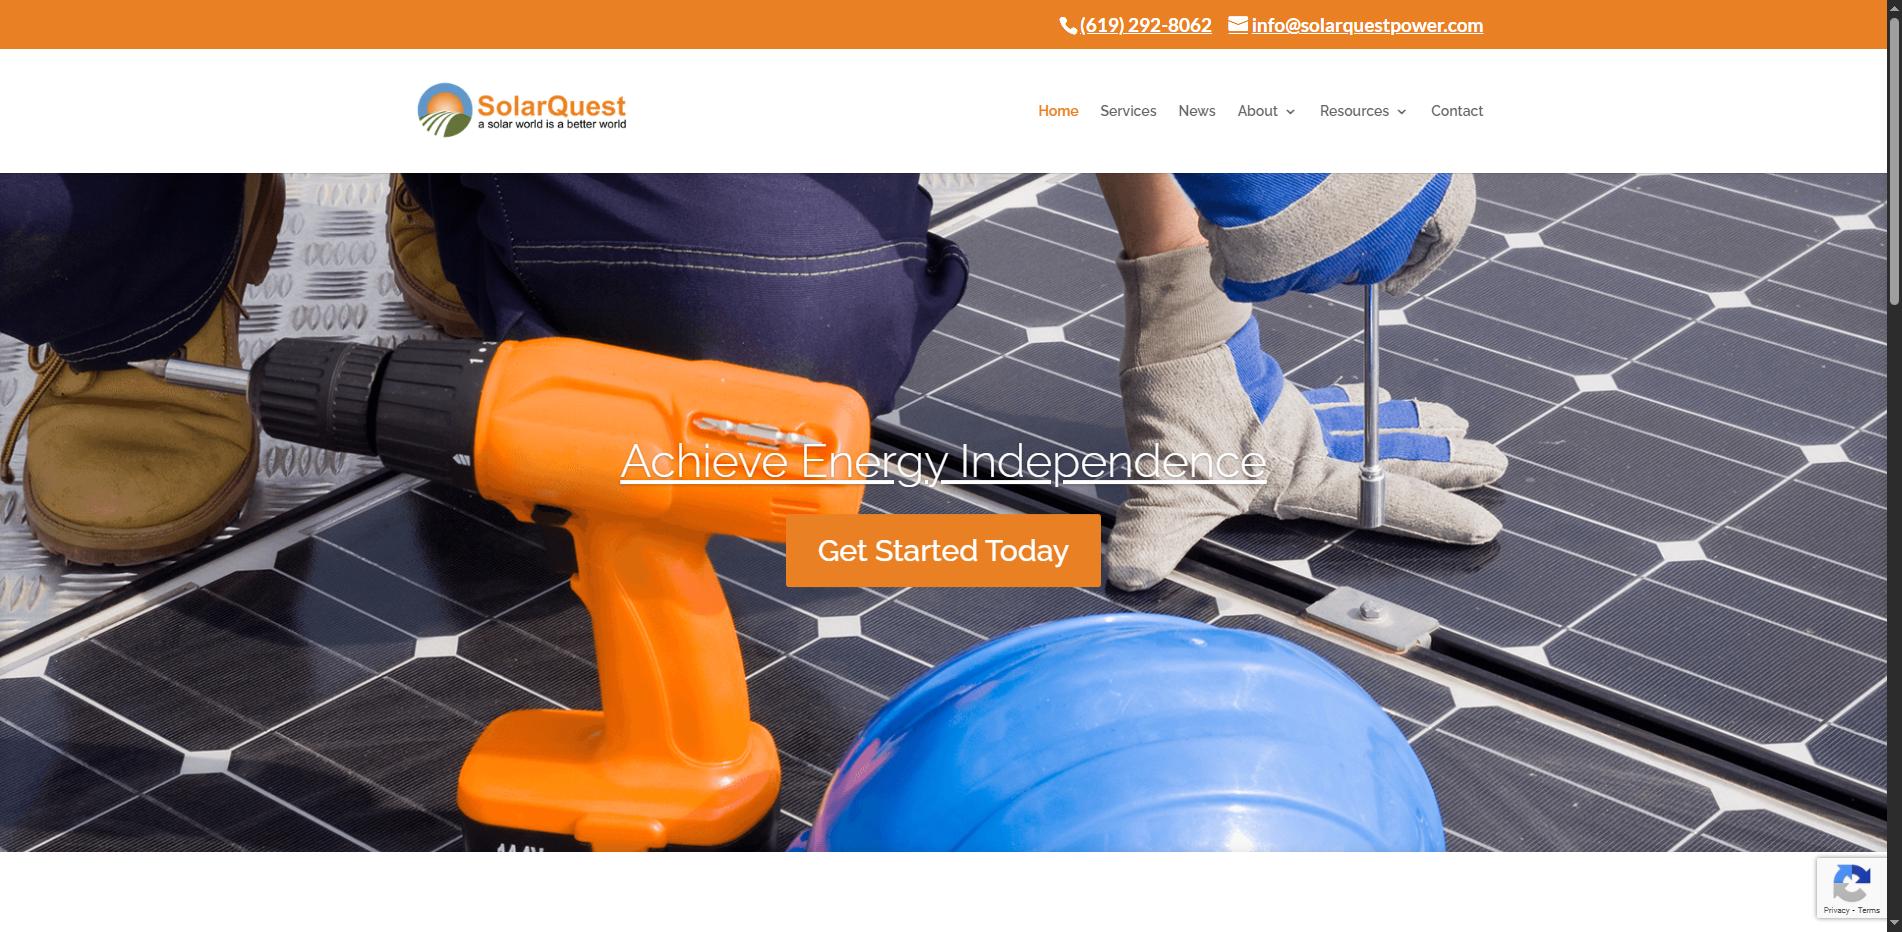 (619) 292-8062 info@solarquestpower.com
SolarQuest
a solar world is a better world
Home Services News About Resources Contact
Achieve Energy Independence
Get Started Today
Privacy - Terms